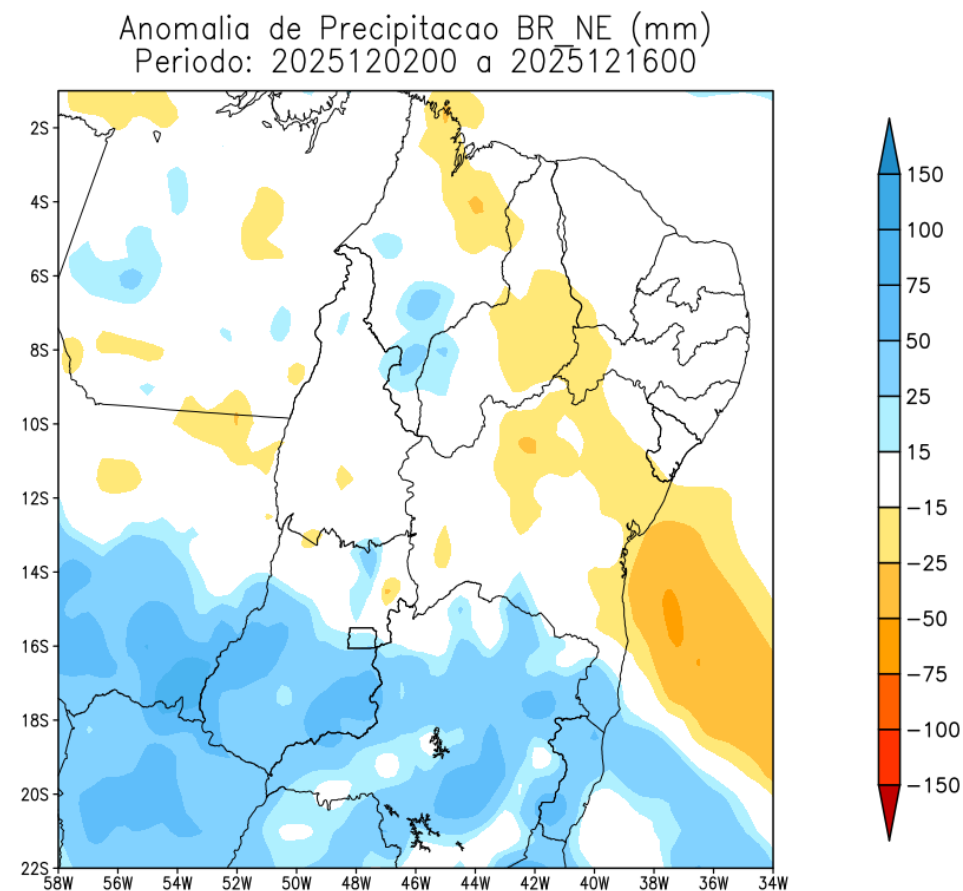 Anomalia de Precipitacao BR_NE (mm)
Periodo: 2025120200 a 2025121600
2S
4S
6S
8S
10S
12S
14S
16S
18S
20S
22S
58W 56W 54W 52W 50W 48W 46W 44W 42W 40W 38W 36W 34W
150
100
75
50
25
15
−15
−25
−50
−75
−100
−150